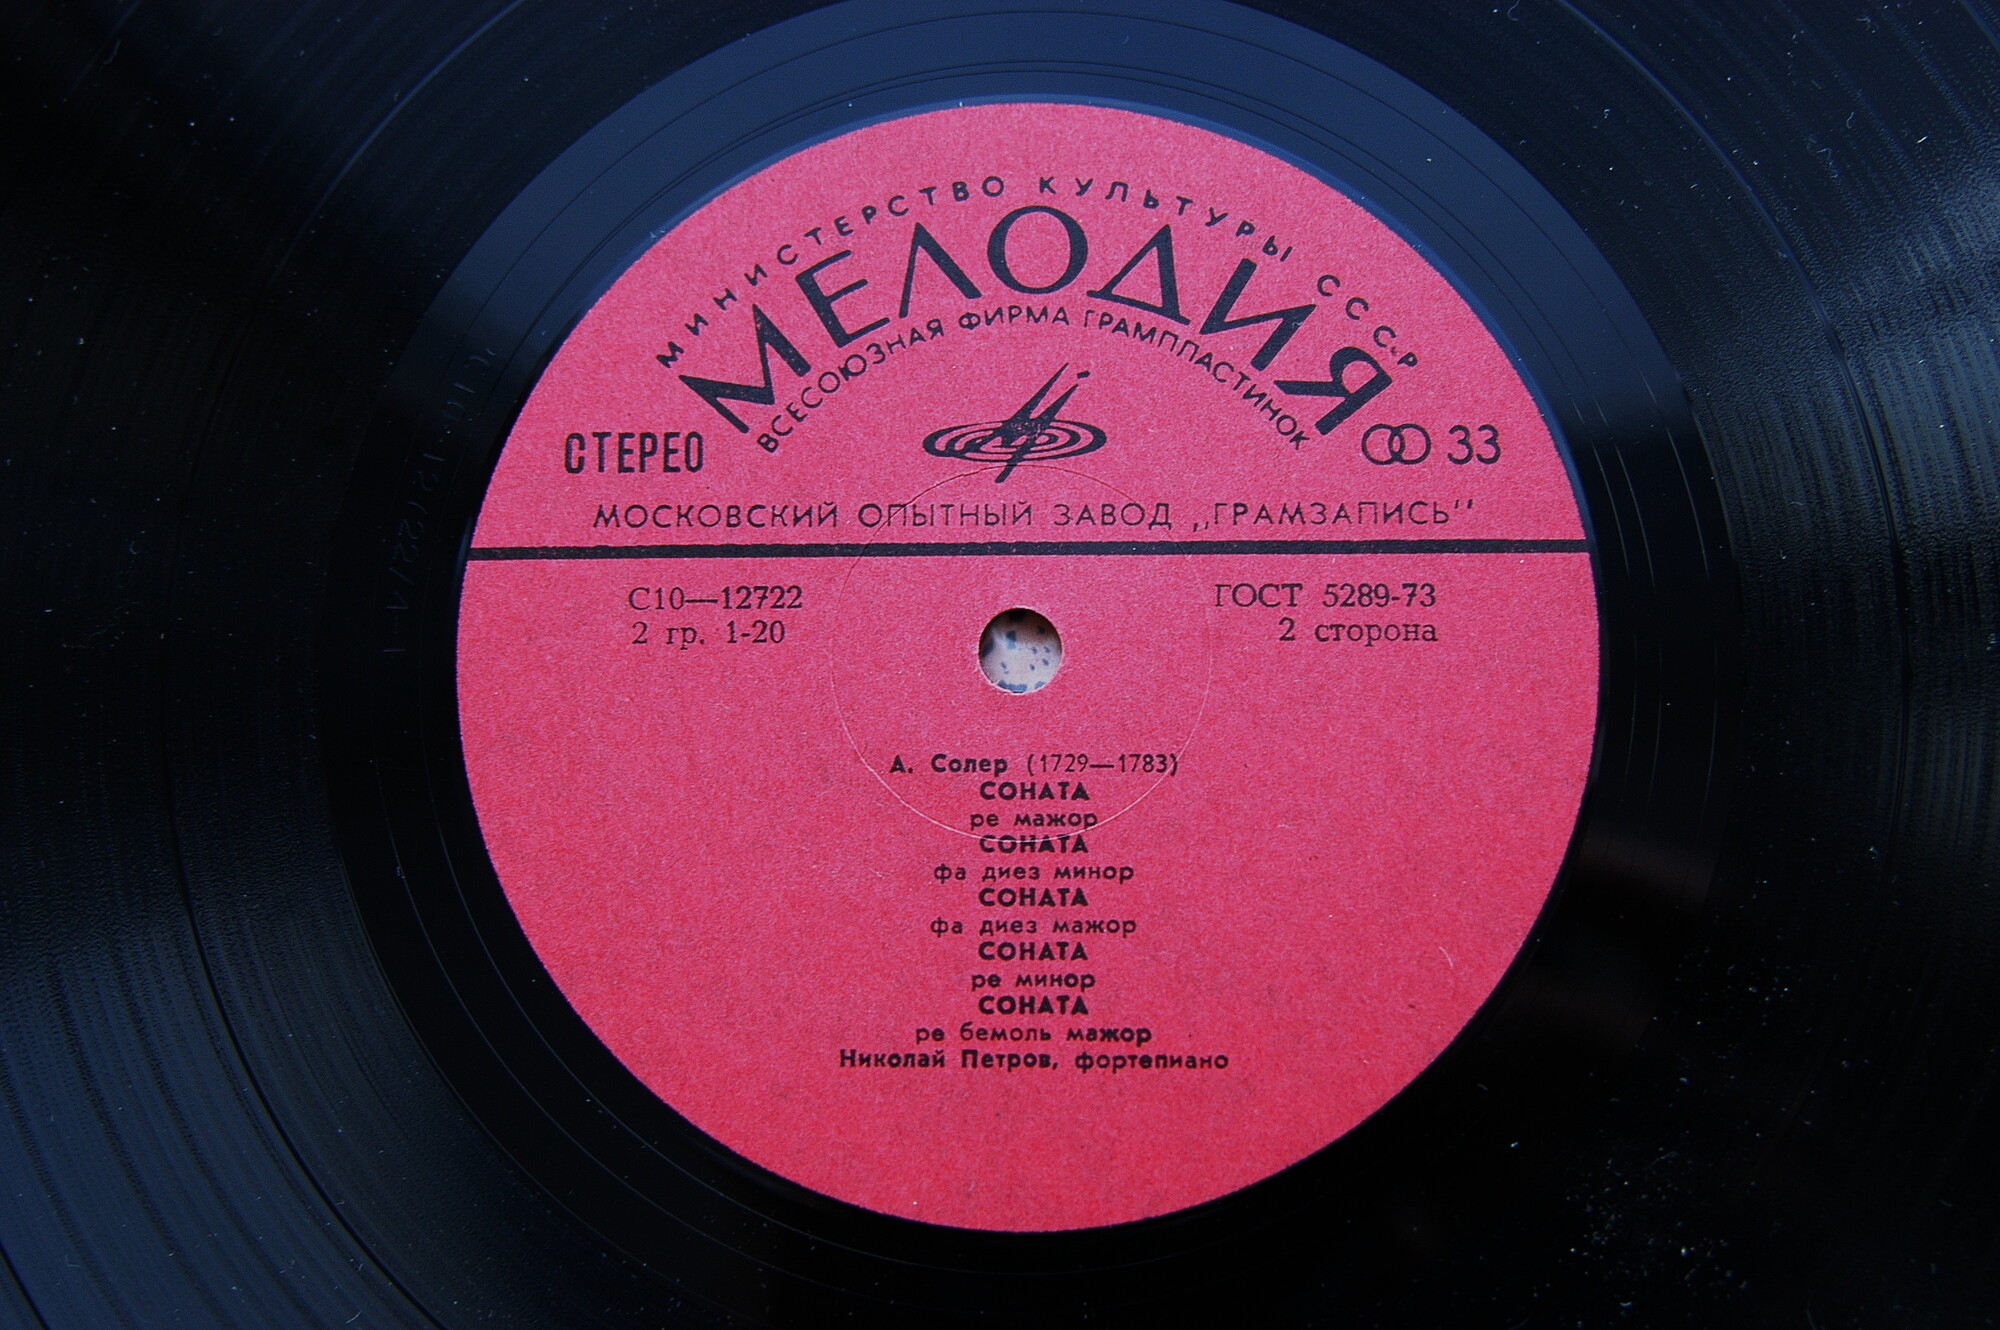 МИНИСТЕРСТВО КУЛЬТУРЫ СССР
МЕЛОДИЯ
ВСЕСОЮЗНАЯ ФИРМА ГРАМПЛАСТИНОК
СТЕРЕО
33
МОСКОВСКИЙ ОПЫТНЫЙ ЗАВОД „ГРАМЗАПИСЬ"
С10—12722
ГОСТ 5289-73
2 гр. 1-20
2 сторона
А. Солер (1729—1783)
СОНАТА
ре мажор
СОНАТА
фа диез минор
СОНАТА
фа диез мажор
СОНАТА
ре минор
СОНАТА
ре бемоль мажор
Николай Петров, фортепиано